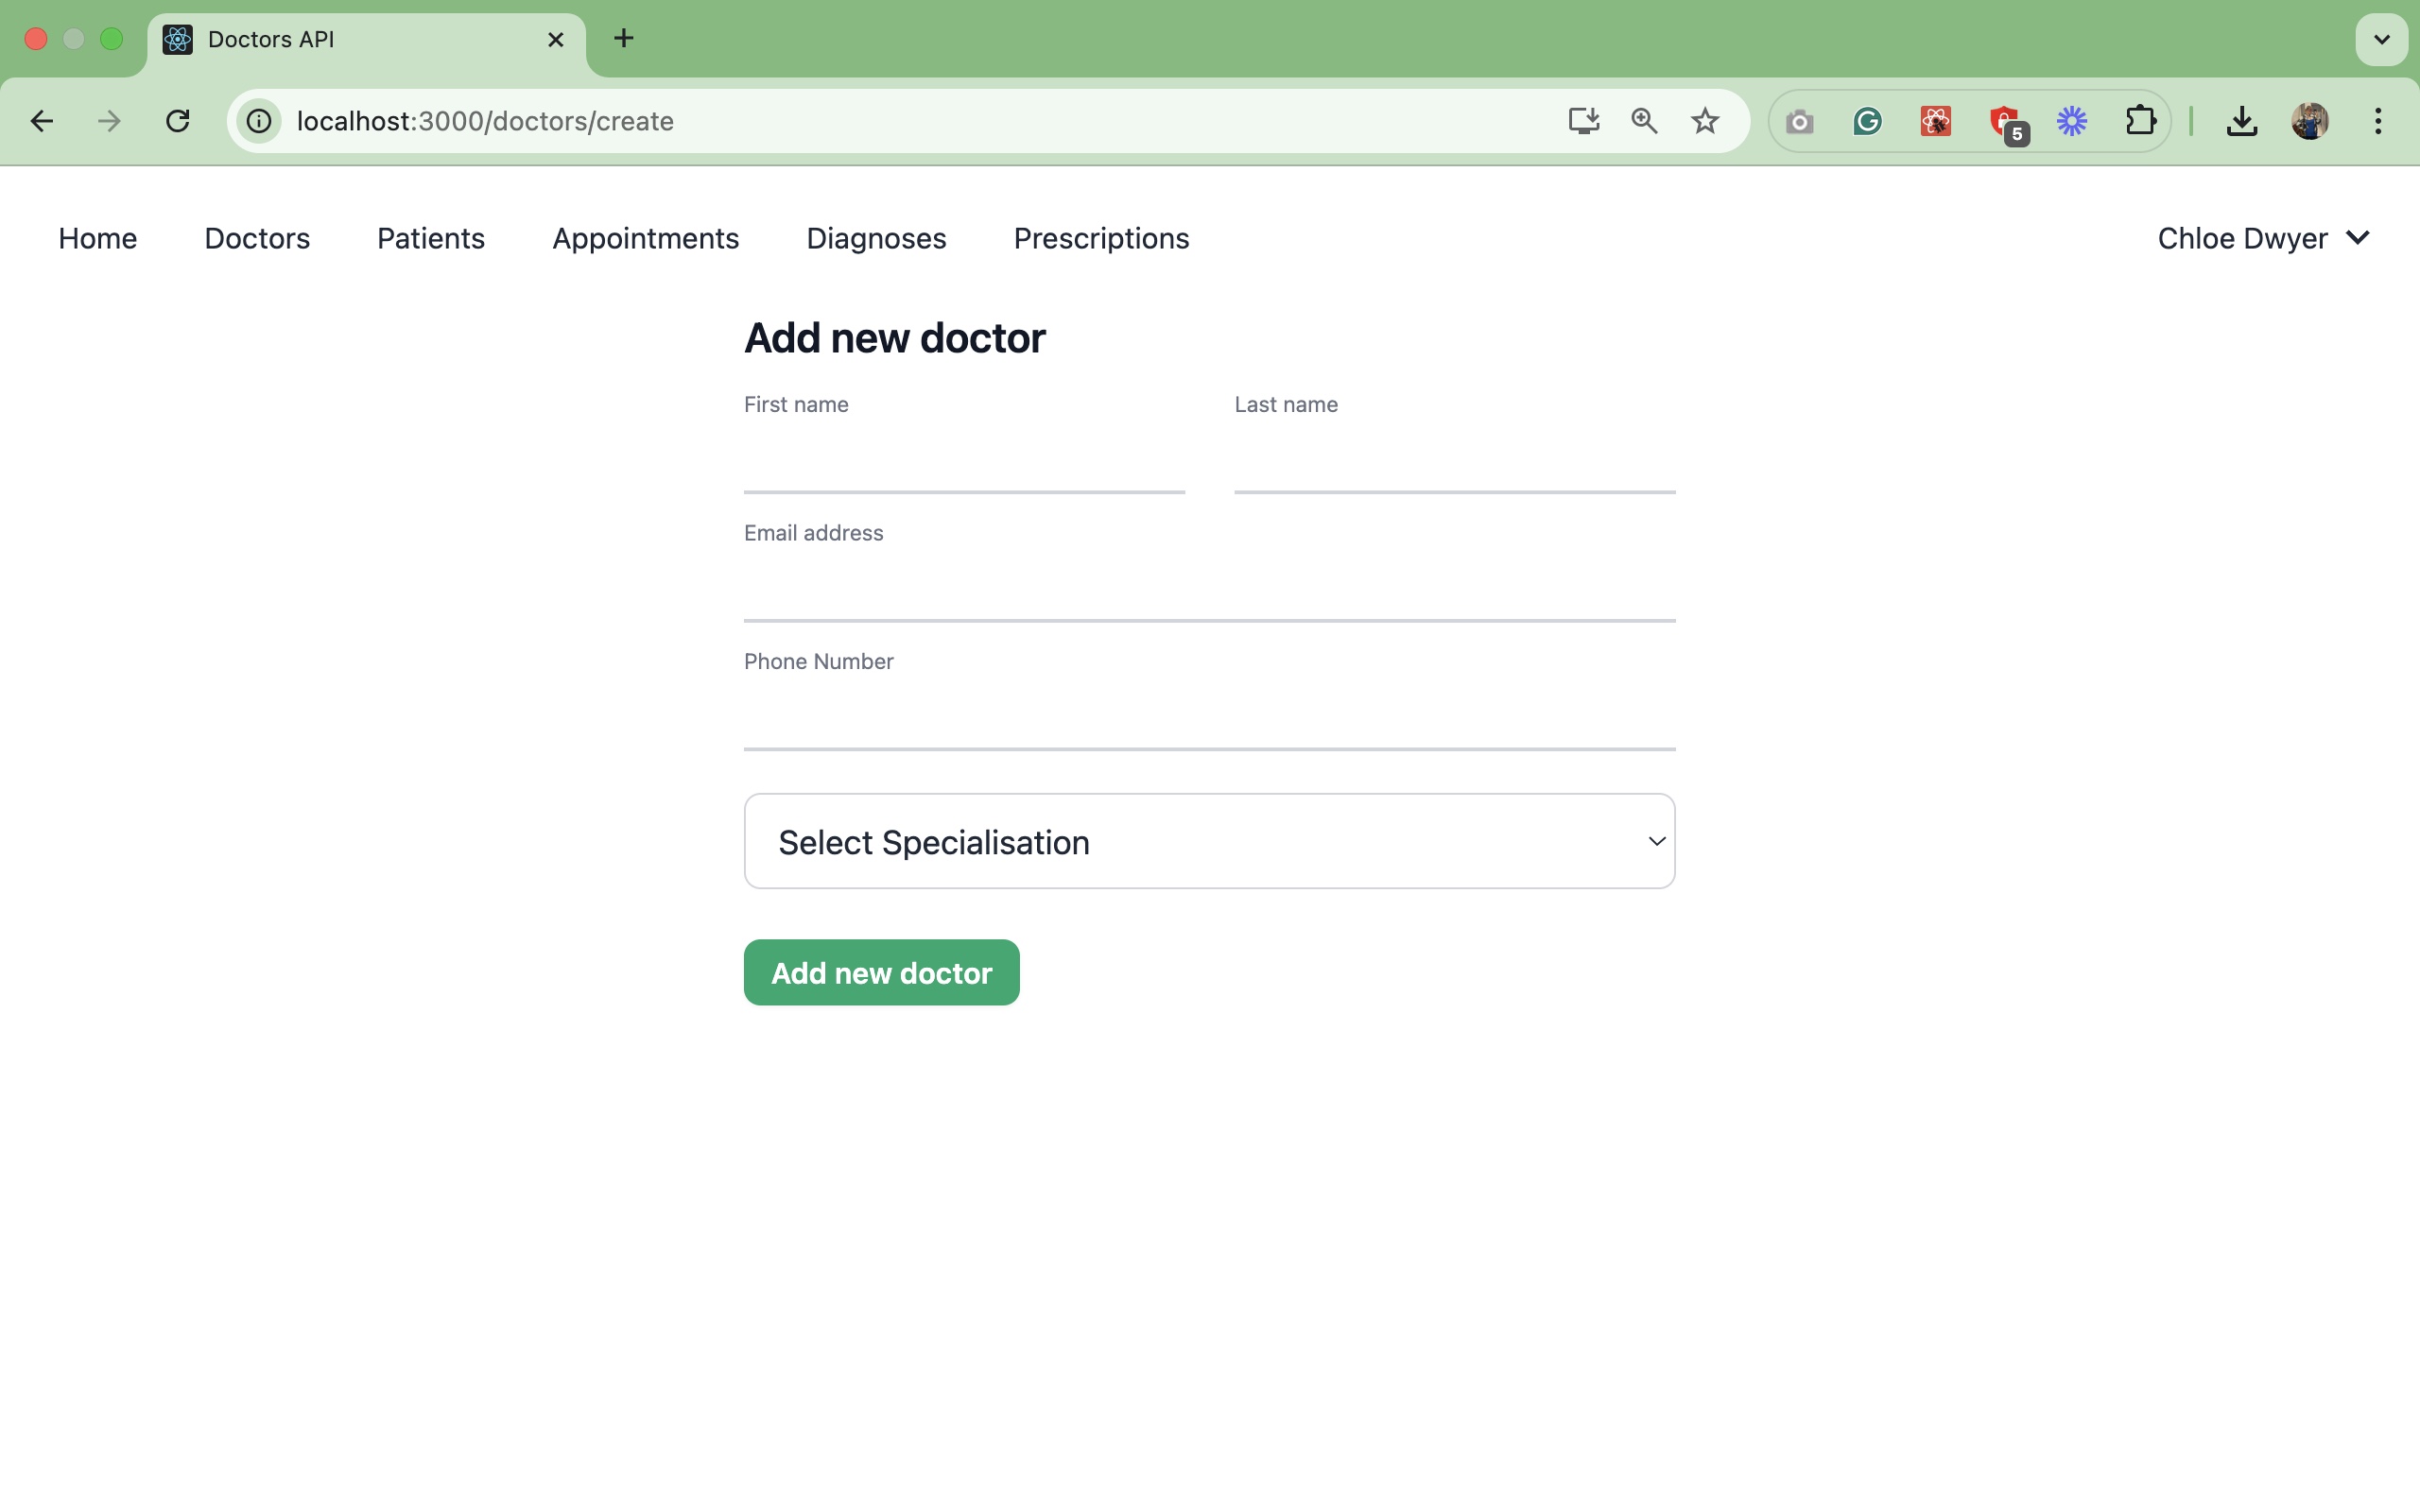 Doctors API
localhost:3000/doctors/create
5
Home Doctors Patients Appointments Diagnoses Prescriptions Chloe Dwyer
Add new doctor
First name Last name
Email address
Phone Number
Select Specialisation
Add new doctor